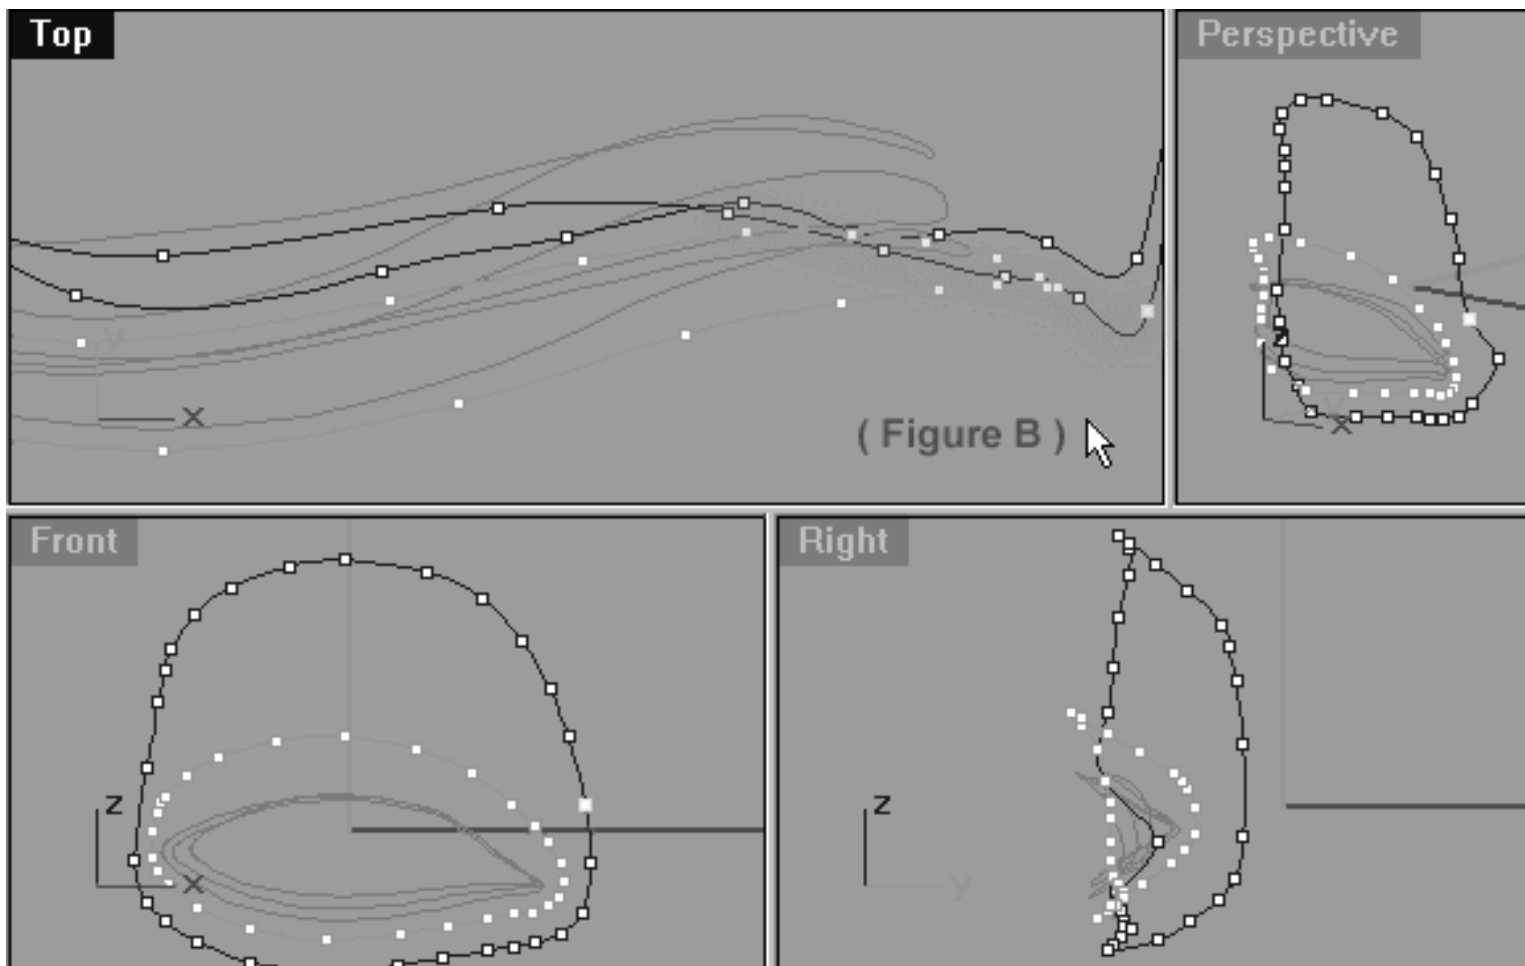 Top
Perspective
y
x
( Figure B )
y
x
Front
Right
z
x
z
y